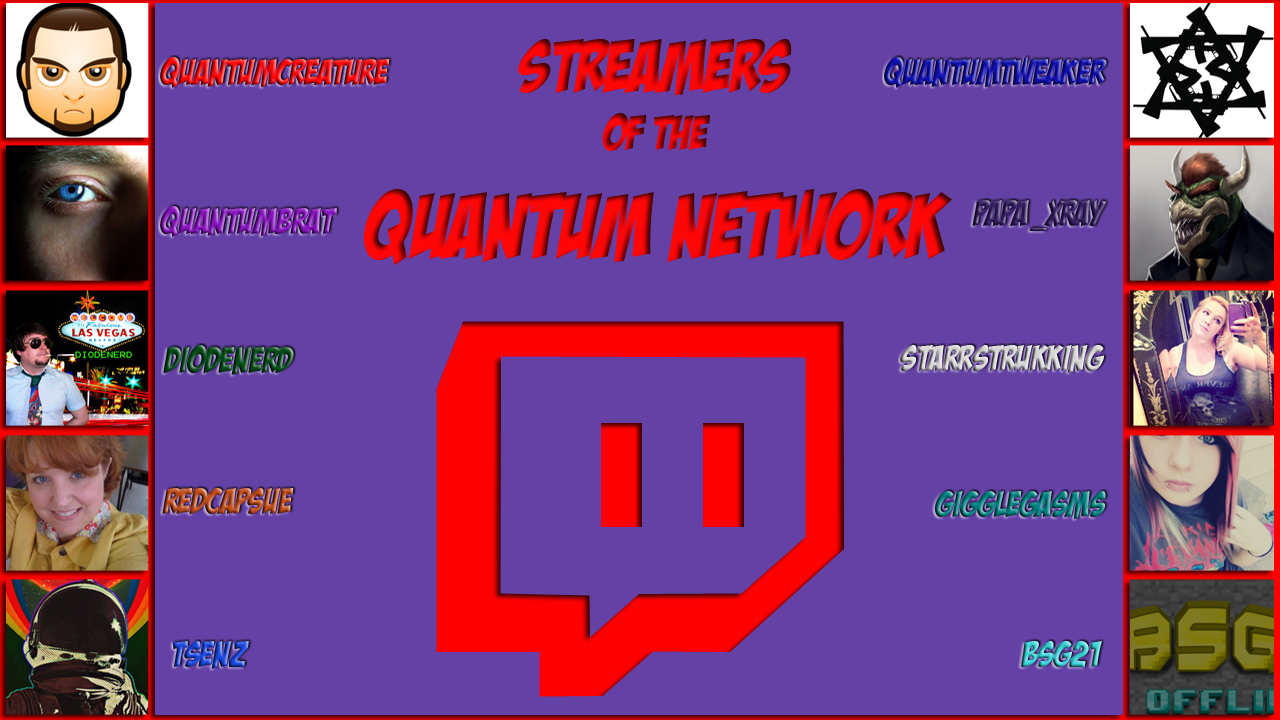 STREAMERS
OF THE
QUANTUM NETWORK
QUANTUMCREATURE
QUANTUMTWEAKER
QUANTUMBRAT
PAPA_XRAY
WELCOME
TO Fabulous
LAS VEGAS
NEVADA
DIODENERD
DIODENERD
STARRSTRUKKING
REDCAPSUE
GIGGLEGASMS
TSENZ
BSG21
BSG
OFFLI